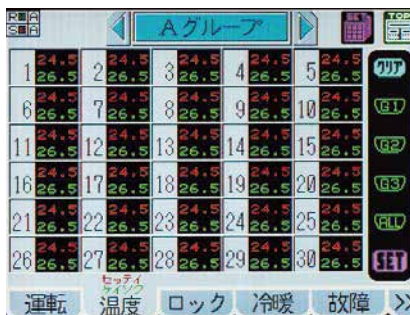 R A
S A
Aグループ
SET
TOP
1 24.5 26.5 2 24.5 26.5 3 24.5 26.5 4 24.5 26.5 5 24.5 26.5 クリア
6 24.5 26.5 7 24.5 26.5 8 24.5 26.5 9 24.5 26.5 10 24.5 26.5 G1
11 24.5 26.5 12 24.5 26.5 13 24.5 26.5 14 24.5 26.5 15 24.5 26.5 G2
16 24.5 26.5 17 24.5 26.5 18 24.5 26.5 19 24.5 26.5 20 24.5 26.5 G3
21 24.5 26.5 22 24.5 26.5 23 24.5 26.5 24 24.5 26.5 25 24.5 26.5 ALL
26 24.5 26.5 27 24.5 26.5 28 24.5 26.5 29 24.5 26.5 30 24.5 26.5 SET
セッテイ
ケイソク
運転 温度 ロック 冷暖 故障 >>